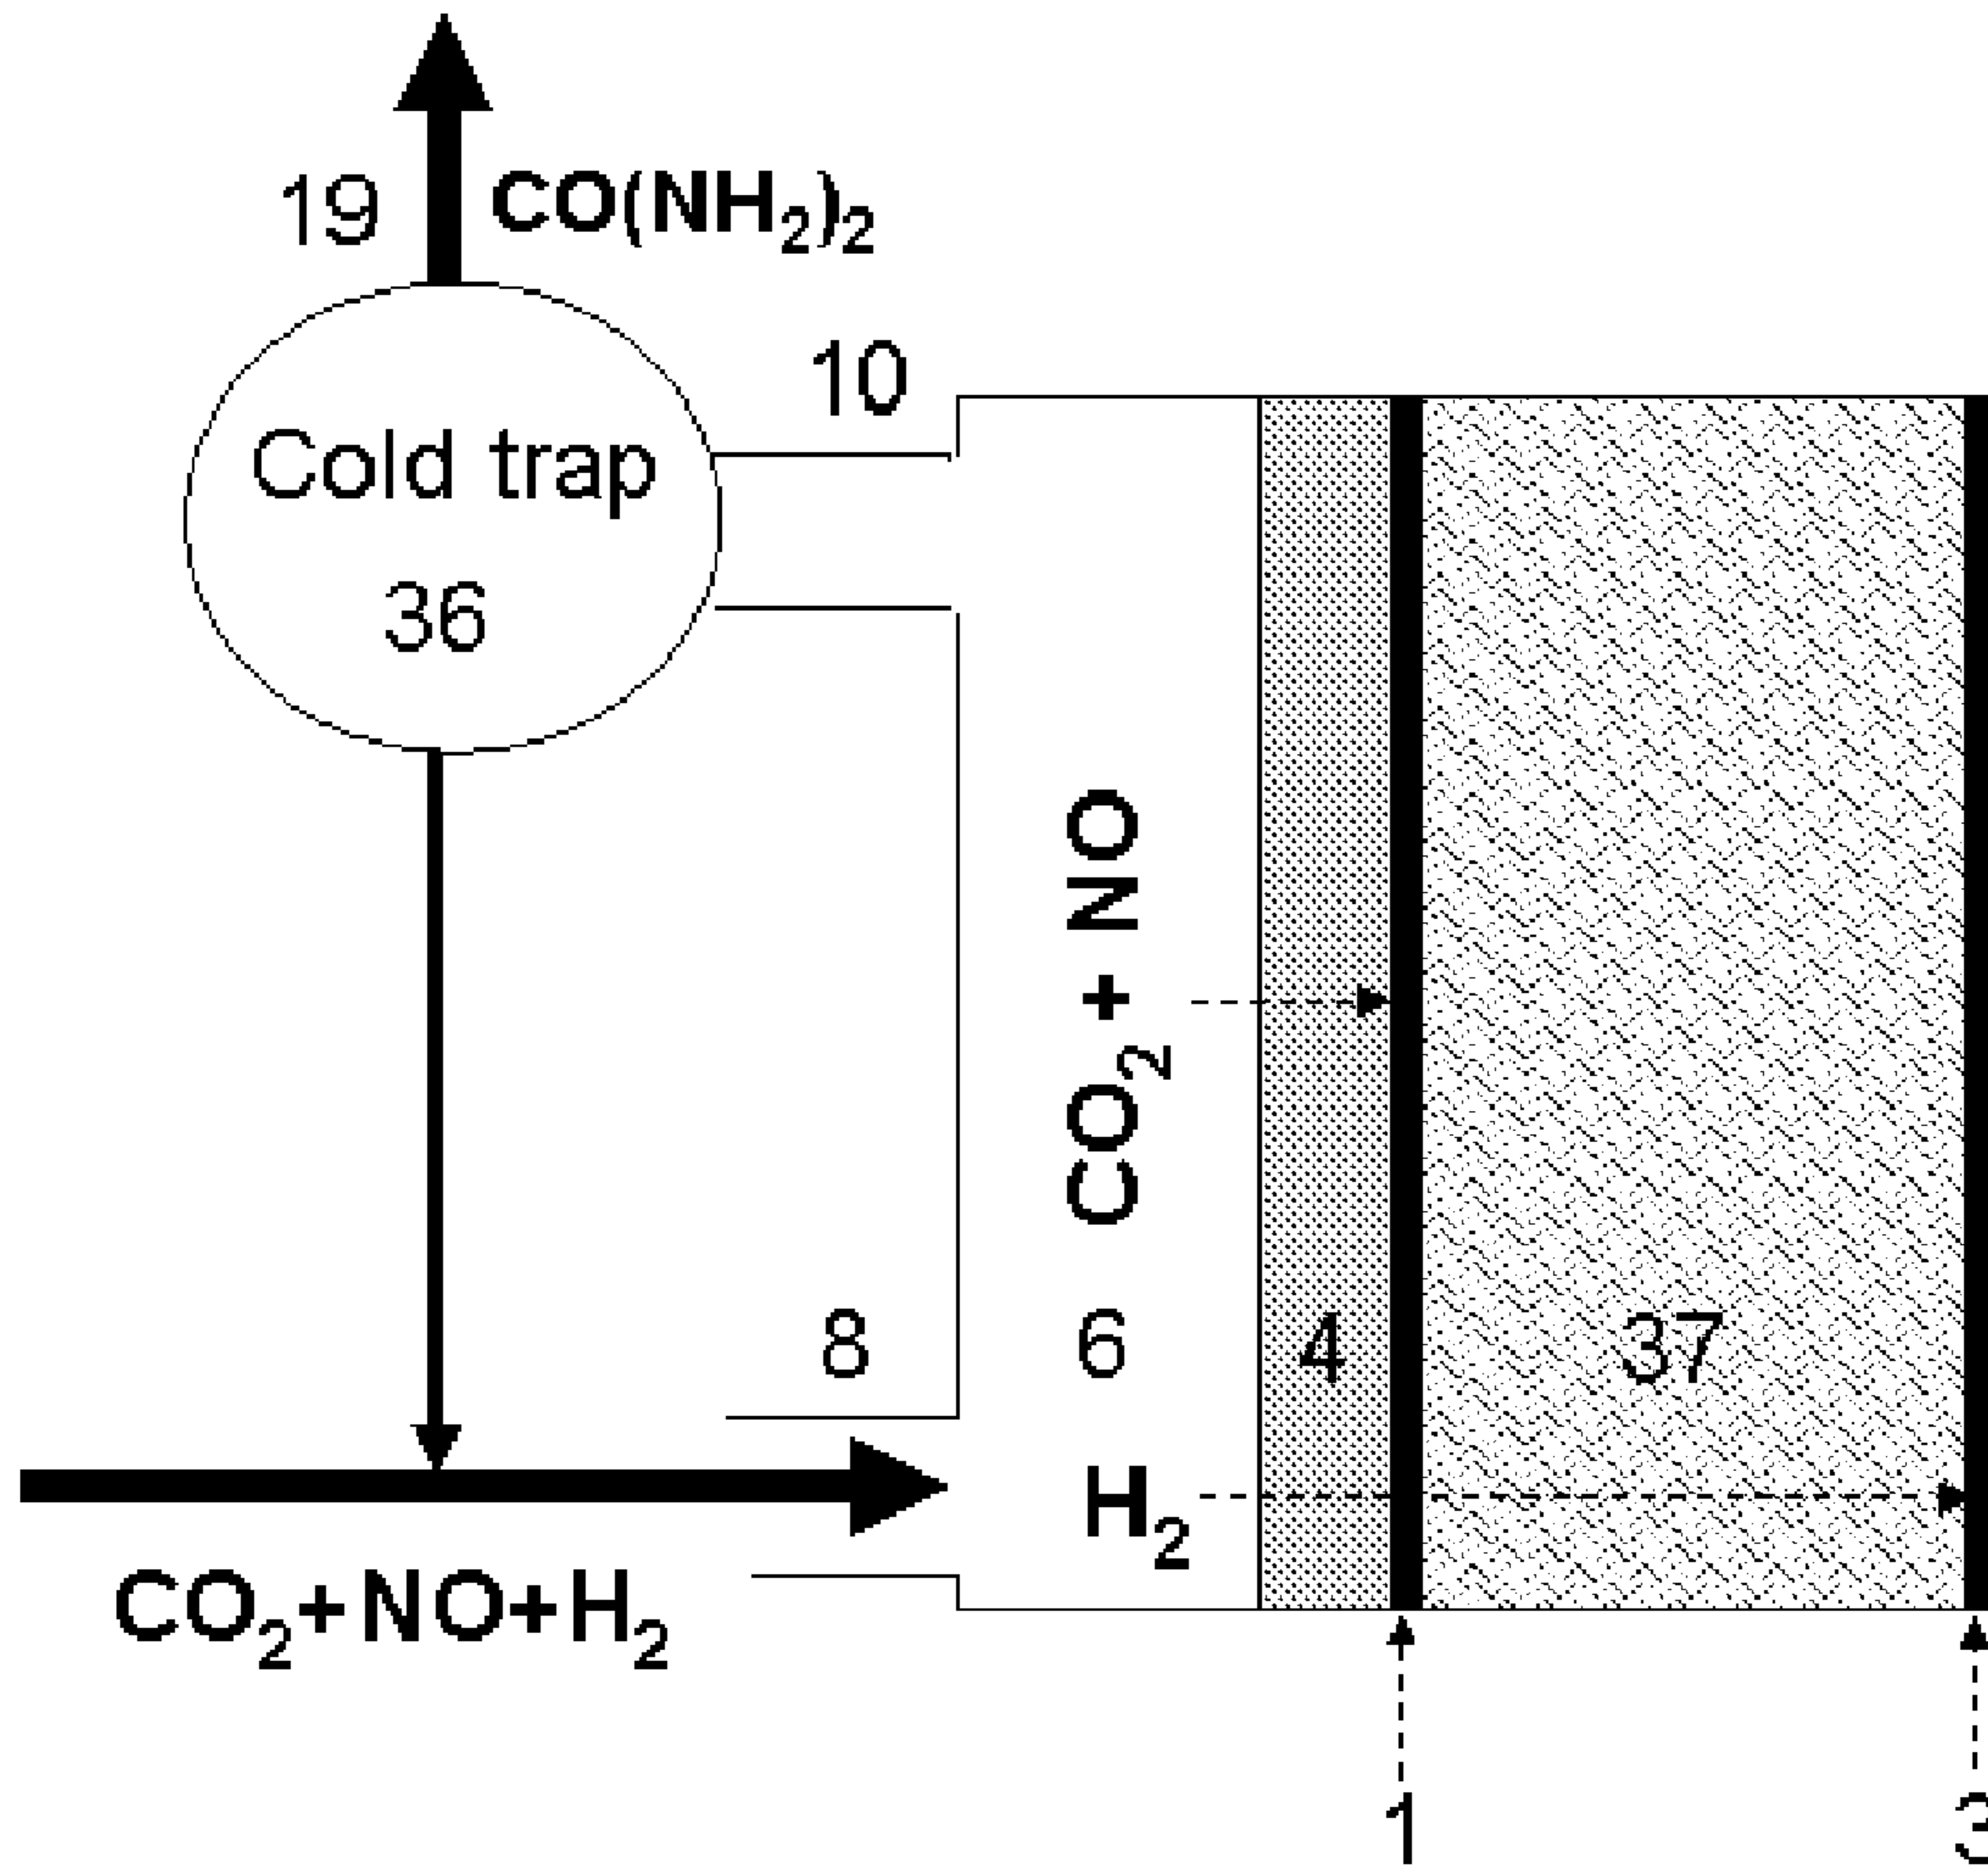 19
CO(NH₂)₂
10
Cold trap
36
CO₂ + NO
8
6
4
37
H₂
CO₂+NO+H₂
1
3